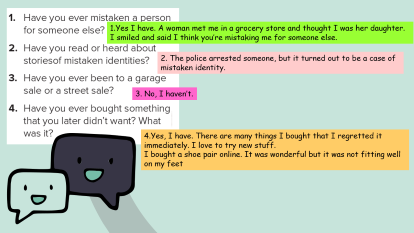 1. Have you ever mistaken a person
for someone else?
1.Yes I have. A woman met me in a grocery store and thought I was her daughter.
I smiled and said I think you're mistaking me for someone else.
2. Have you read or heard about
storiesof mistaken identities?
2. The police arrested someone, but it turned out to be a case of
mistaken identity.
3. Have you ever been to a garage
sale or a street sale?
3. No, I haven't.
4. Have you ever bought something
that you later didn't want? What
was it?
4.Yes, I have. There are many things I bought that I regretted it
immediately. I love to try new stuff.
I bought a shoe pair online. It was wonderful but it was not fitting well
on my feet